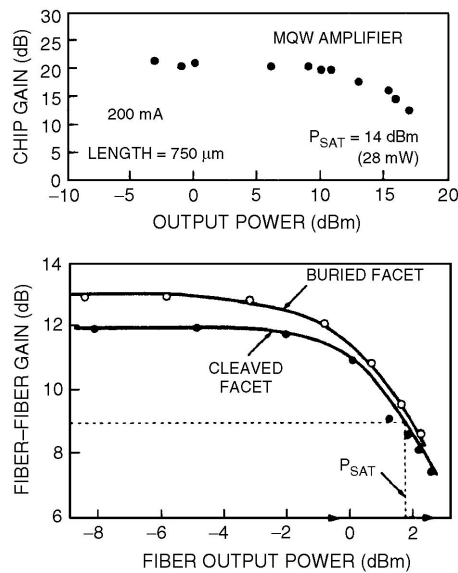 CHIP GAIN (dB)
30
25
20
15
10
5
0
MQW AMPLIFIER
200 mA
LENGTH = 750 μm
P_SAT = 14 dBm
(28 mW)
−10 −5 0 5 10 15 20
OUTPUT POWER (dBm)
FIBER–FIBER GAIN (dB)
14
12
10
8
6
BURIED FACET
CLEAVED
FACET
P_SAT
−8 −6 −4 −2 0 2 4
FIBER OUTPUT POWER (dBm)